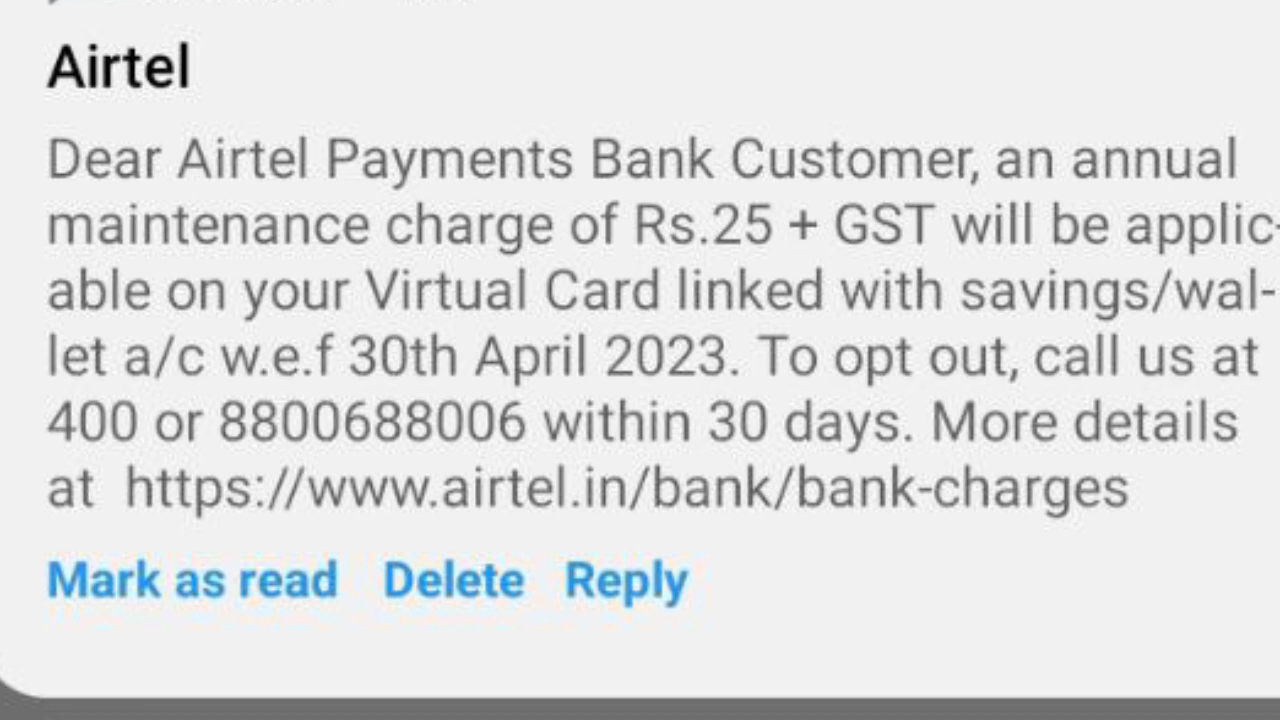 Airtel
Dear Airtel Payments Bank Customer, an annual
maintenance charge of Rs.25 + GST will be applic-
able on your Virtual Card linked with savings/wal-
let a/c w.e.f 30th April 2023. To opt out, call us at
400 or 8800688006 within 30 days. More details
at  https://www.airtel.in/bank/bank-charges
Mark as read Delete Reply